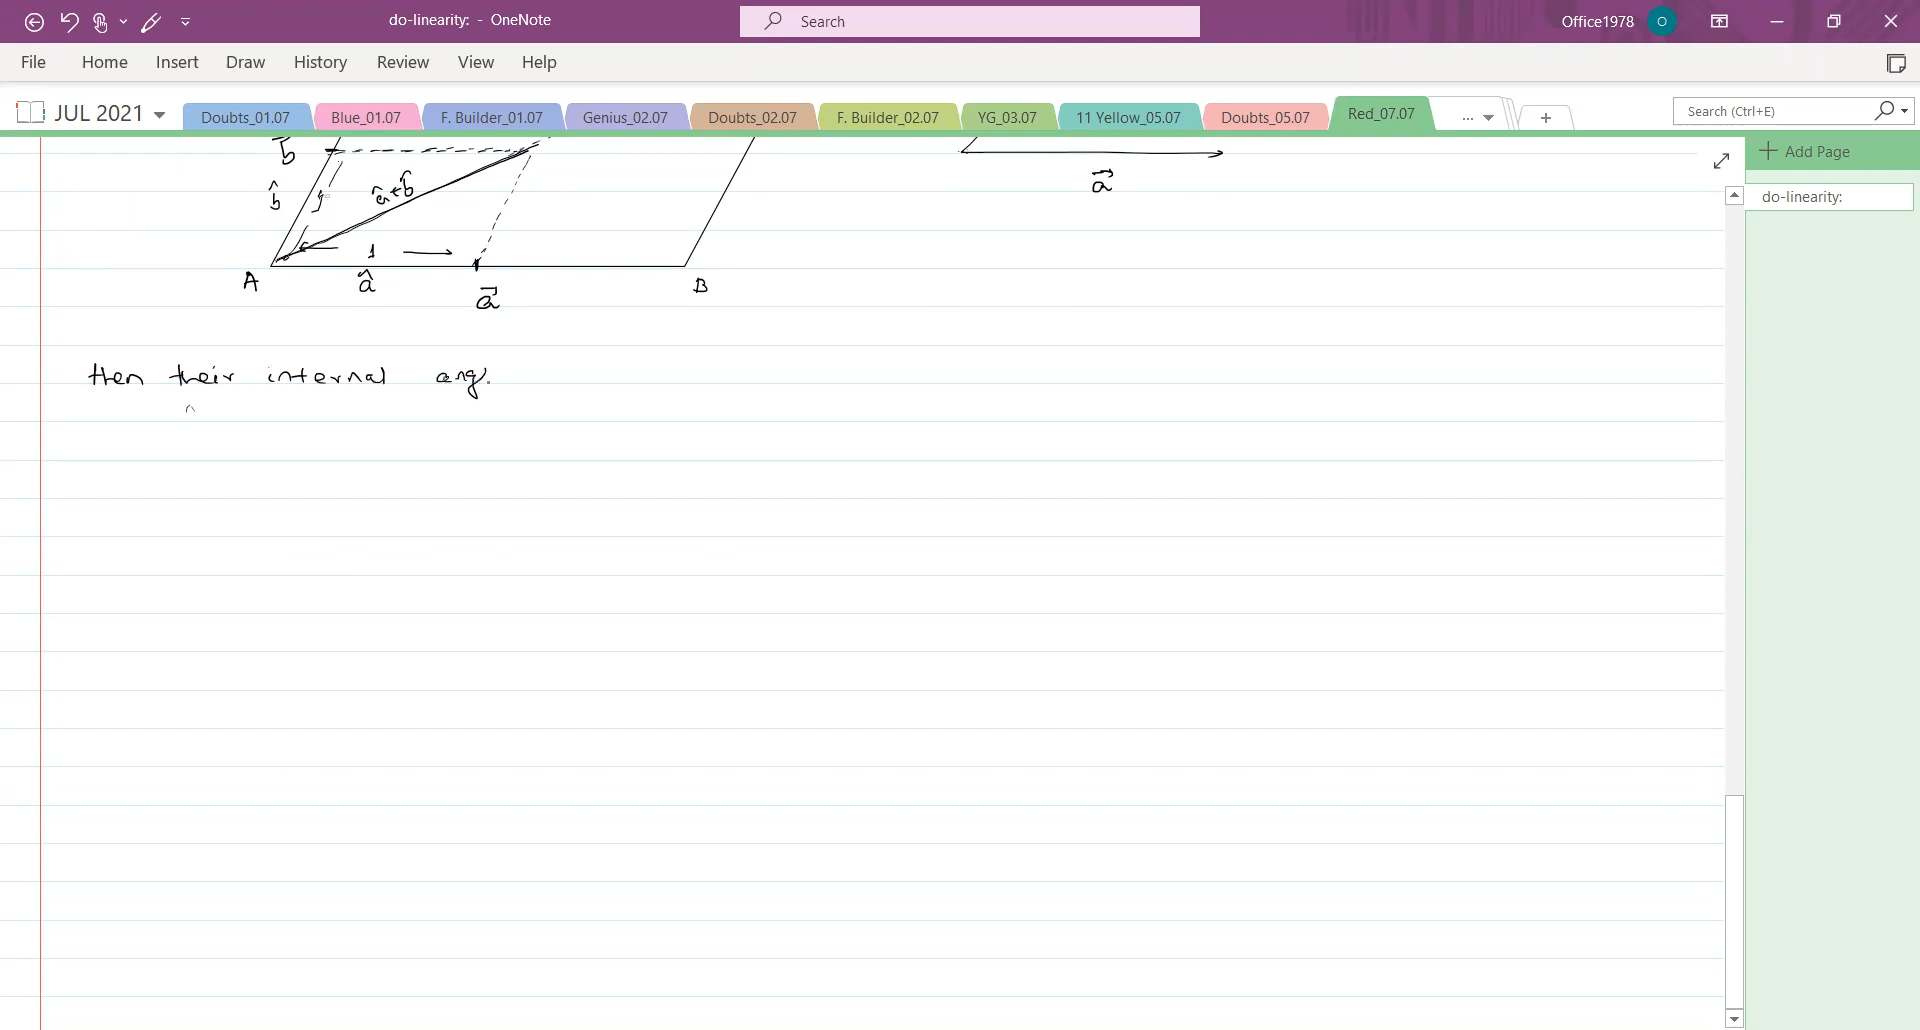 do-linearity: - OneNote
Search
Office1978
O
File Home Insert Draw History Review View Help
JUL 2021
Doubts_01.07
Blue_01.07
F. Builder_01.07
Genius_02.07
Doubts_02.07
F. Builder_02.07
YG_03.07
11 Yellow_05.07
Doubts_05.07
Red_07.07
...
Search (Ctrl+E)
Add Page
do-linearity:
b̄
b̂
â+b̂
1
A
â
a⃗
B
a⃗
then their internal ang.